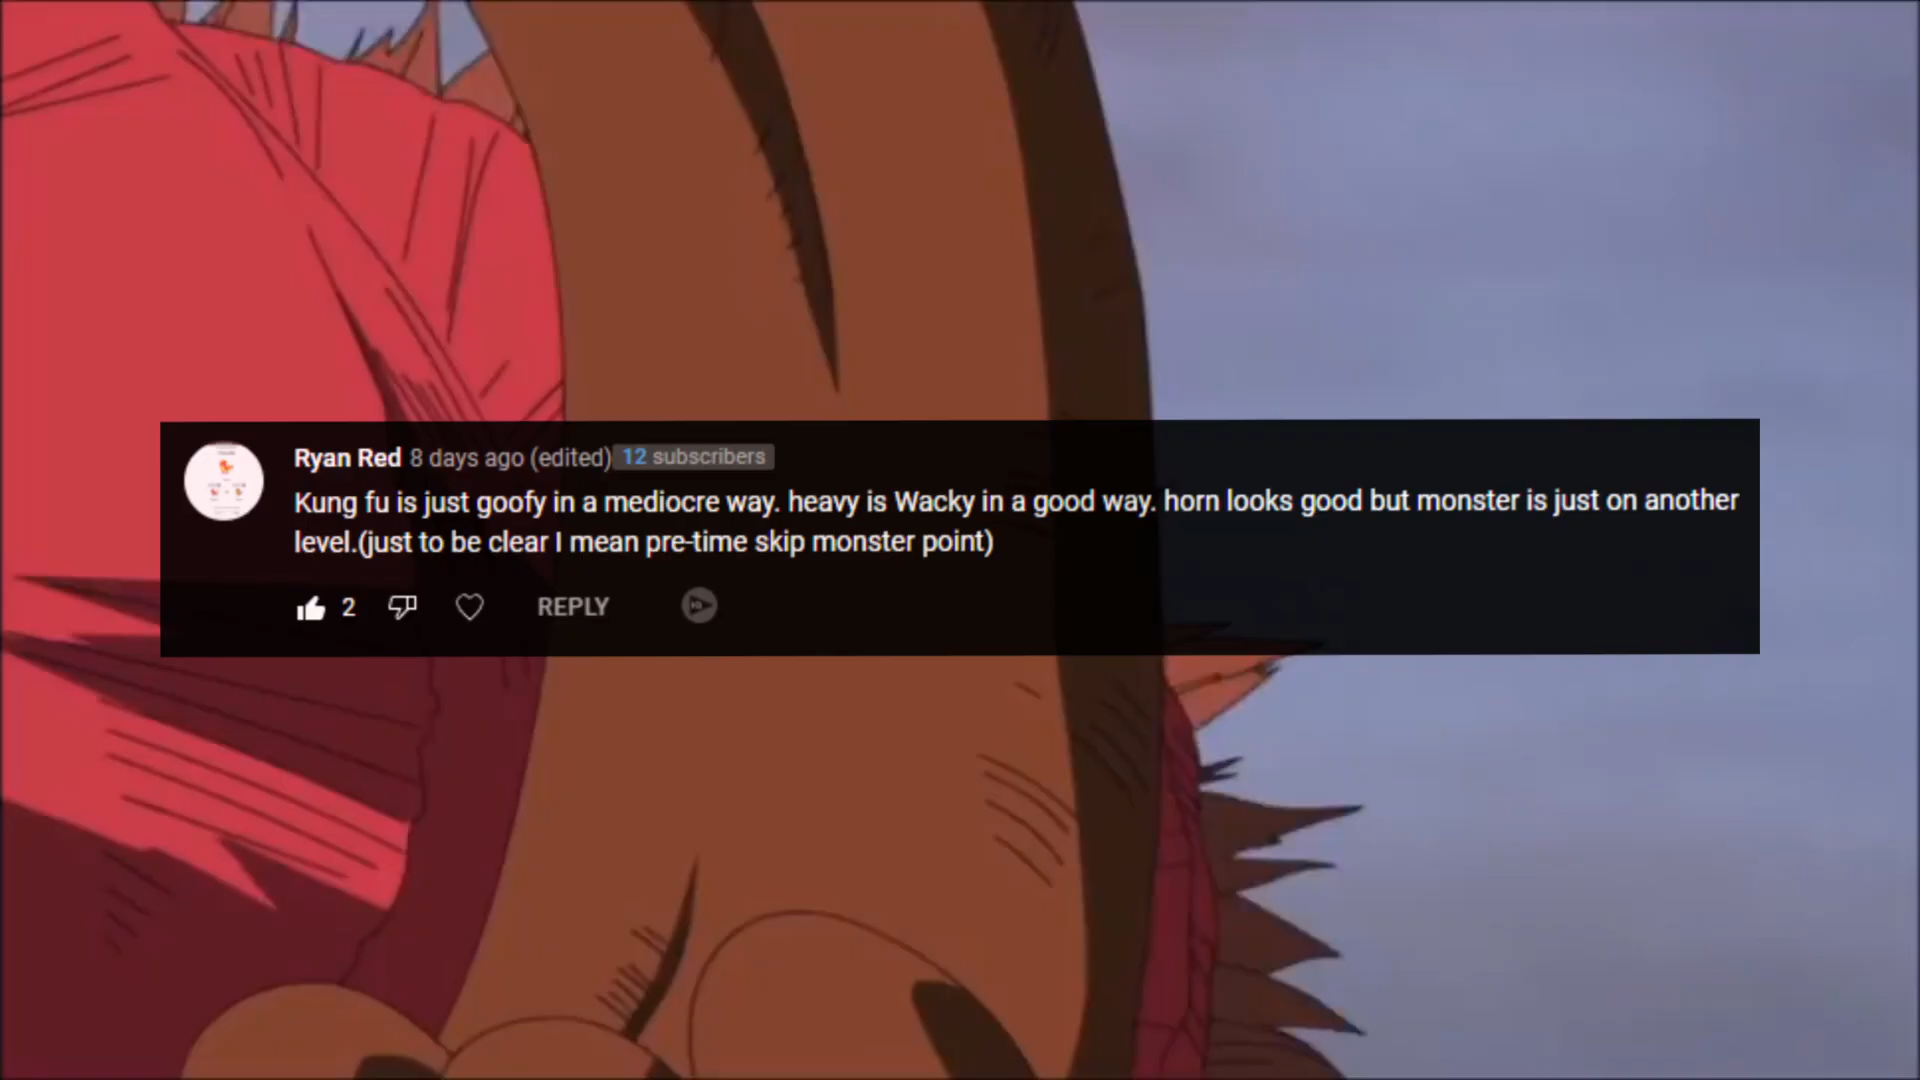 Ryan Red 8 days ago (edited) 12 subscribers
Kung fu is just goofy in a mediocre way. heavy is Wacky in a good way. horn looks good but monster is just on another
level.(just to be clear I mean pre-time skip monster point)
2 REPLY